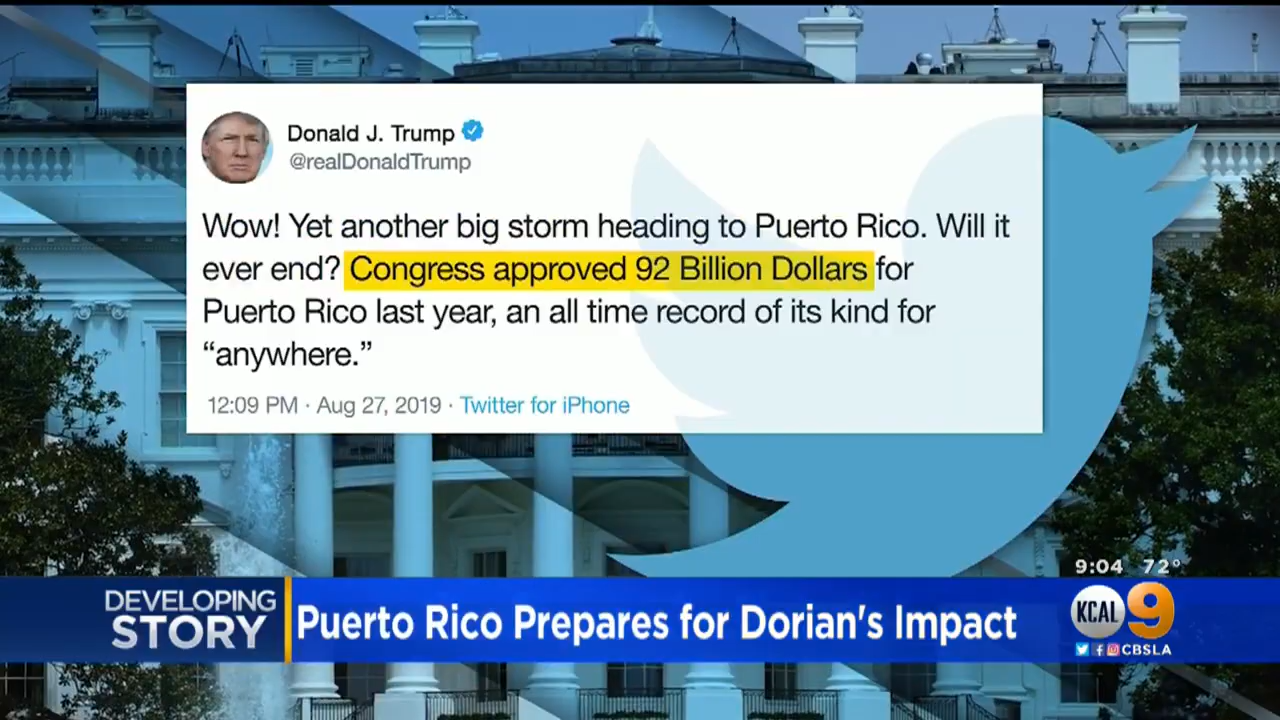 Donald J. Trump
@realDonaldTrump
Wow! Yet another big storm heading to Puerto Rico. Will it
ever end? Congress approved 92 Billion Dollars for
Puerto Rico last year, an all time record of its kind for
“anywhere.”
12:09 PM · Aug 27, 2019 · Twitter for iPhone
9:04 72°
DEVELOPING
STORY
Puerto Rico Prepares for Dorian's Impact
KCAL 9
CBSLA